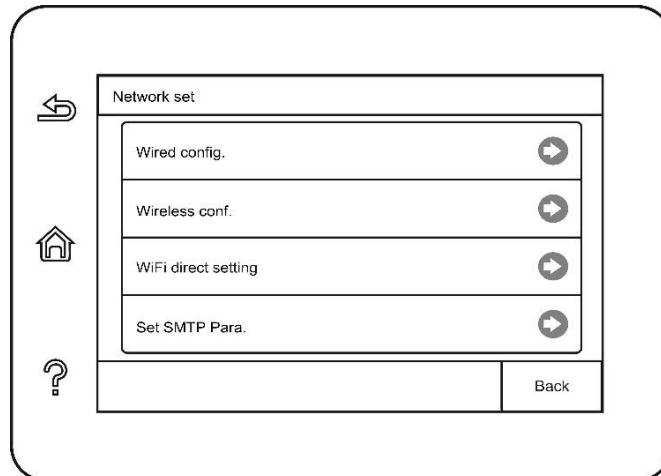 Network set
Wired config.
Wireless conf.
WiFi direct setting
Set SMTP Para.
?
Back